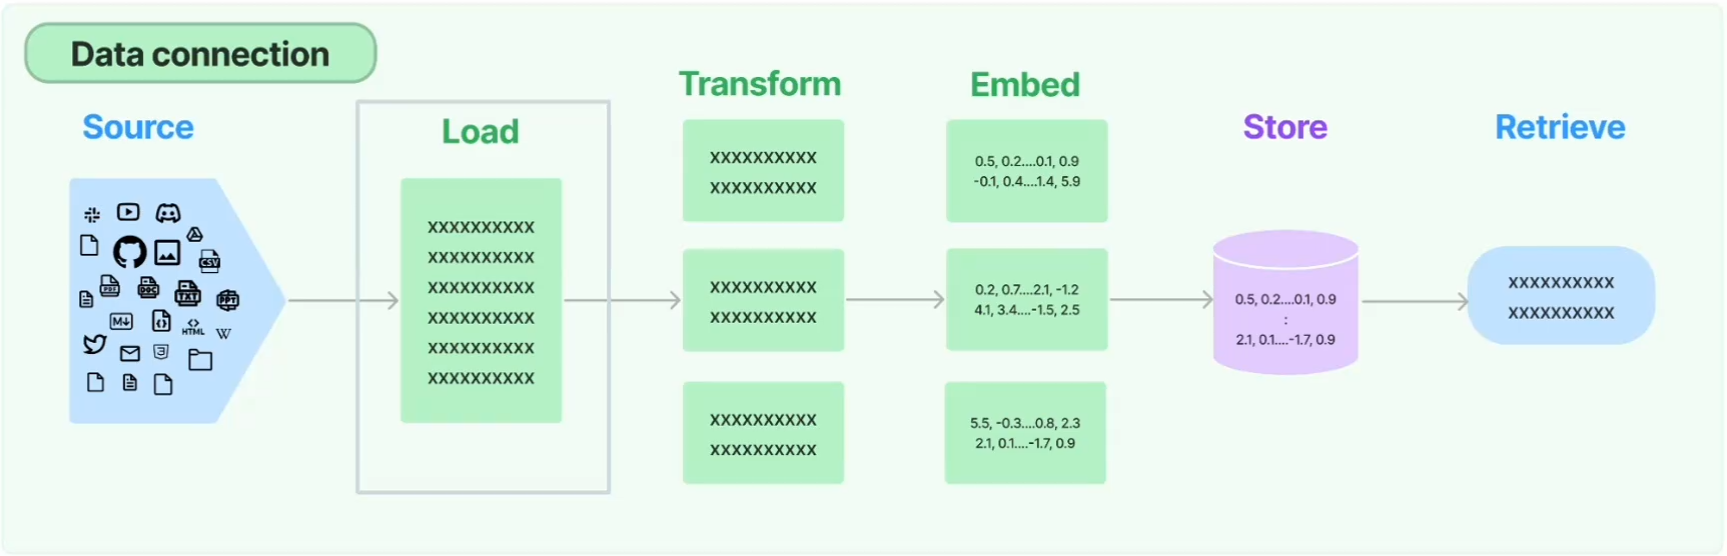 Data connection
Source
Load
Transform
Embed
Store
Retrieve
CSV
PDF
DOC
TXT
PPT
M
HTML
W
3
XXXXXXXXXX
XXXXXXXXXX
XXXXXXXXXX
XXXXXXXXXX
XXXXXXXXXX
XXXXXXXXXX
XXXXXXXXXX
XXXXXXXXXX
XXXXXXXXXX
XXXXXXXXXX
XXXXXXXXXX
XXXXXXXXXX
0.5, 0.2....0.1, 0.9
-0.1, 0.4....1.4, 5.9
0.2, 0.7....2.1, -1.2
4.1, 3.4....-1.5, 2.5
5.5, -0.3....0.8, 2.3
2.1, 0.1....-1.7, 0.9
0.5, 0.2....0.1, 0.9
:
2.1, 0.1....-1.7, 0.9
XXXXXXXXXX
XXXXXXXXXX